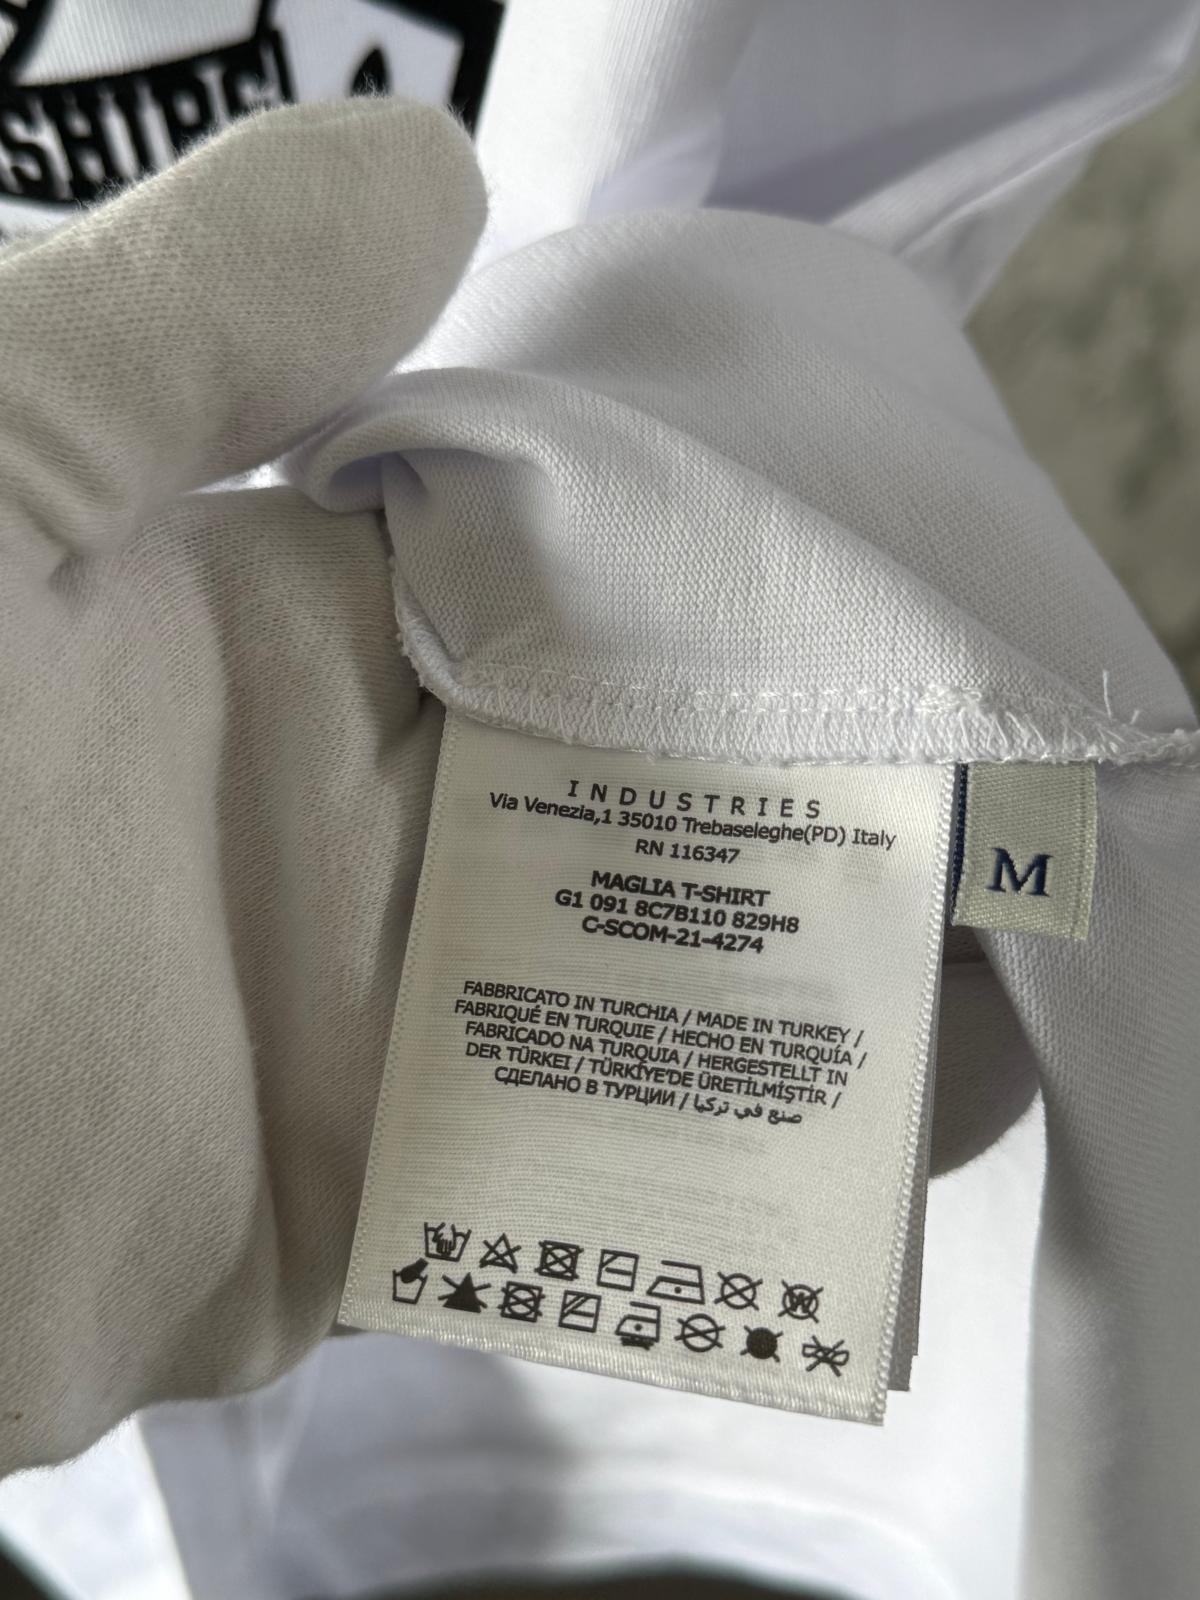 SHIRE
INDUSTRIES
Via Venezia,1 35010 Trebaseleghe(PD) Italy
RN 116347
MAGLIA T-SHIRT
G1 091 8C7B110 829H8
C-SCOM-21-4274
M
FABBRICATO IN TURCHIA / MADE IN TURKEY /
FABRIQUÉ EN TURQUIE / HECHO EN TURQUÍA /
FABRICADO NA TURQUIA / HERGESTELLT IN
DER TÜRKEI / TÜRKİYE'DE ÜRETİLMİŞTİR /
СДЕЛАНО В ТУРЦИИ / صنع في تركيا
W